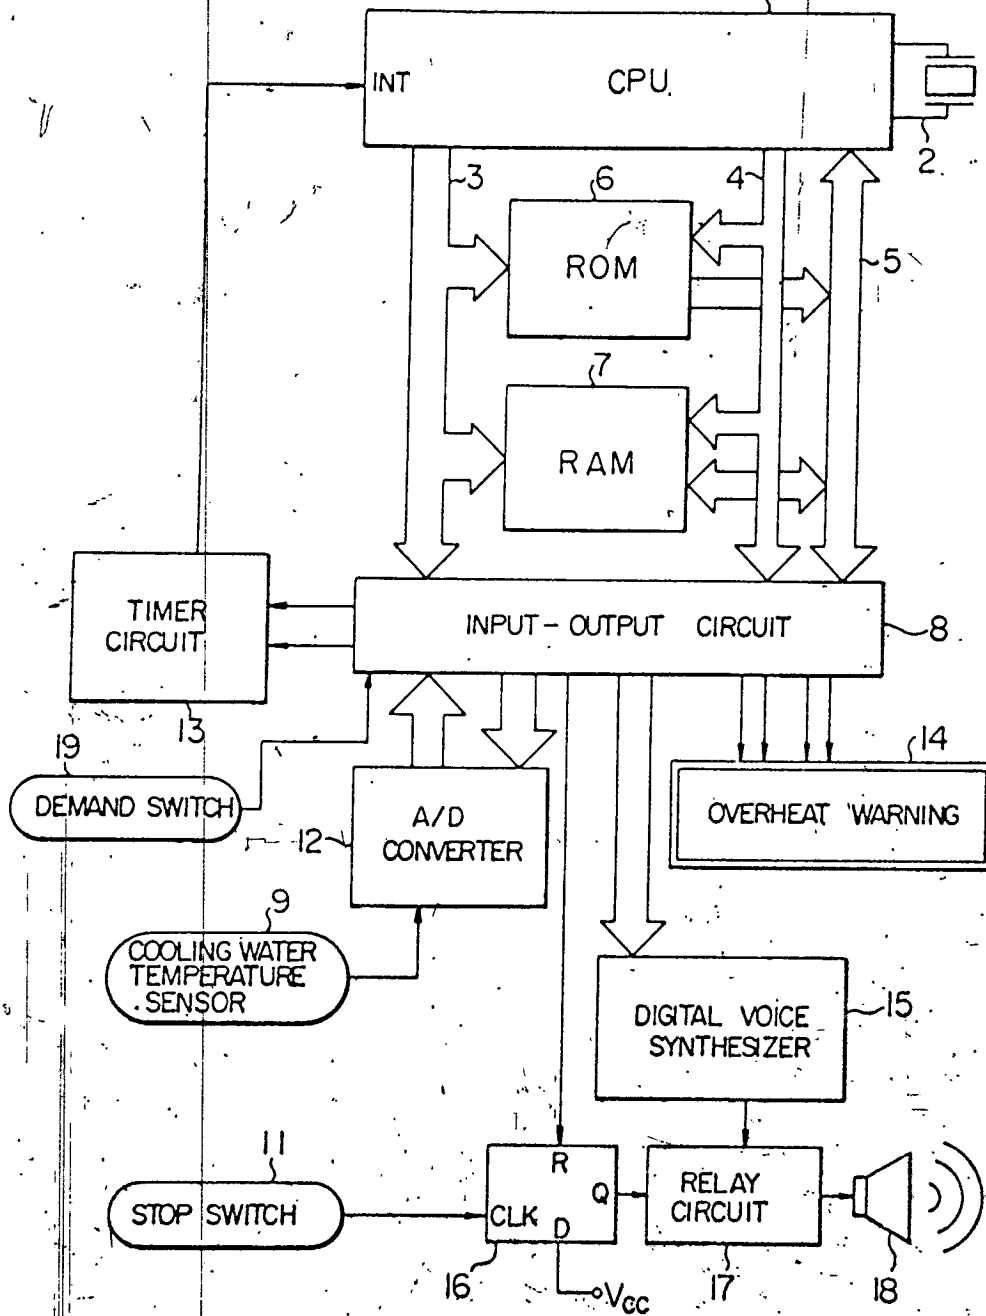 CPU
INT
2
3
6
4
ROM
5
7
RAM
TIMER
CIRCUIT
INPUT-OUTPUT CIRCUIT
8
13
19
DEMAND SWITCH
14
OVERHEAT WARNING
12
A/D
CONVERTER
9
COOLING WATER
TEMPERATURE
SENSOR
DIGITAL VOICE
SYNTHESIZER
15
11
STOP SWITCH
R
Q
CLK
D
RELAY
CIRCUIT
16
17
18
Vcc